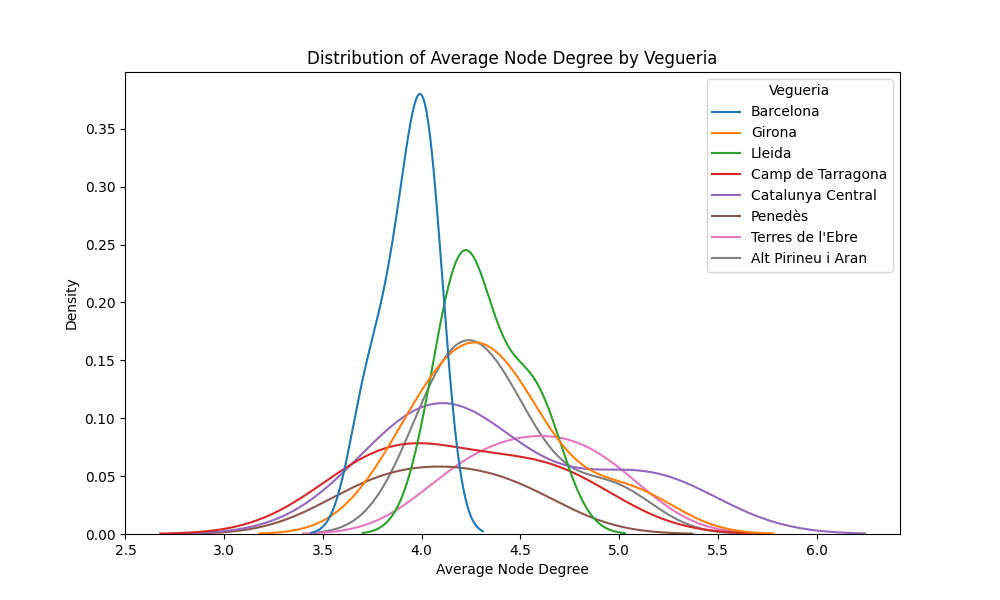 Distribution of Average Node Degree by Vegueria
Vegueria
Barcelona
Girona
Lleida
Camp de Tarragona
Catalunya Central
Penedès
Terres de l'Ebre
Alt Pirineu i Aran
Density
0.35
0.30
0.25
0.20
0.15
0.10
0.05
0.00
2.5 3.0 3.5 4.0 4.5 5.0 5.5 6.0
Average Node Degree